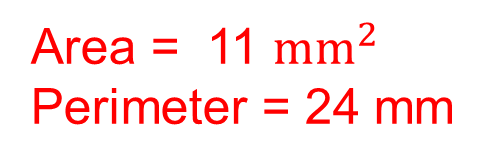 Area = 11 mm²
Perimeter = 24 mm